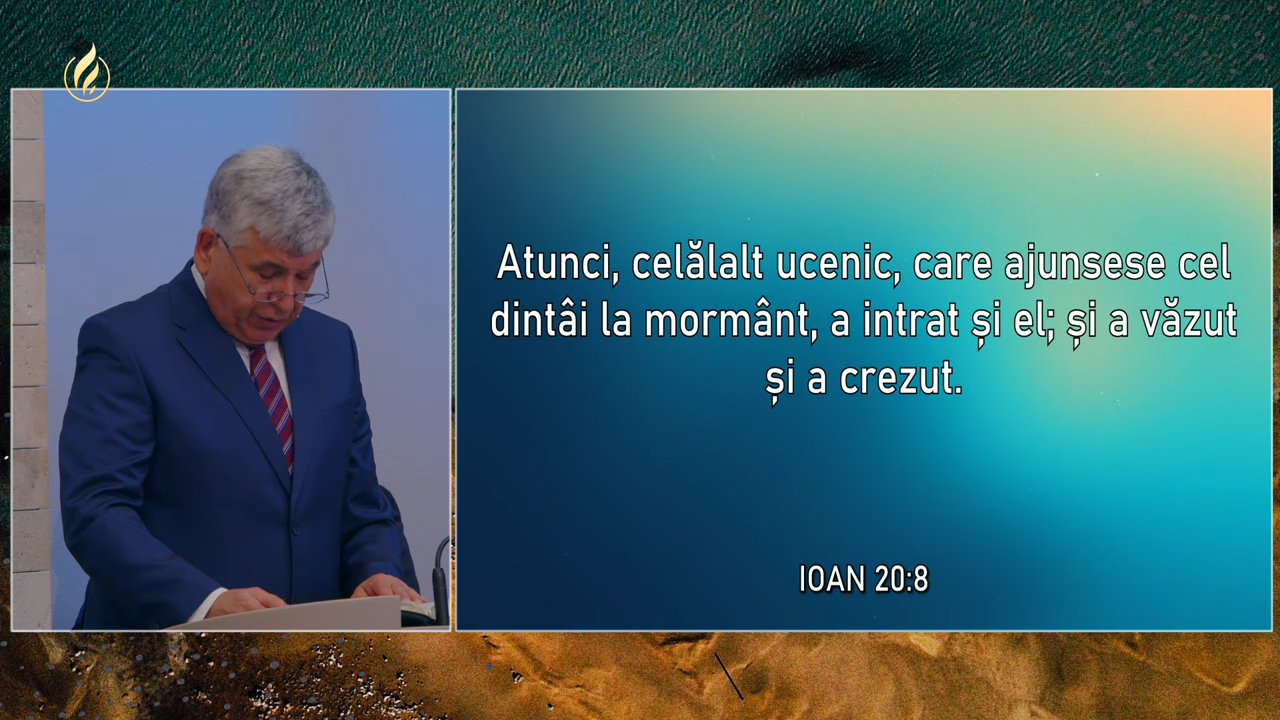 Atunci, celălalt ucenic, care ajunsese cel
dintâi la mormânt, a intrat și el; și a văzut
și a crezut.
IOAN 20:8